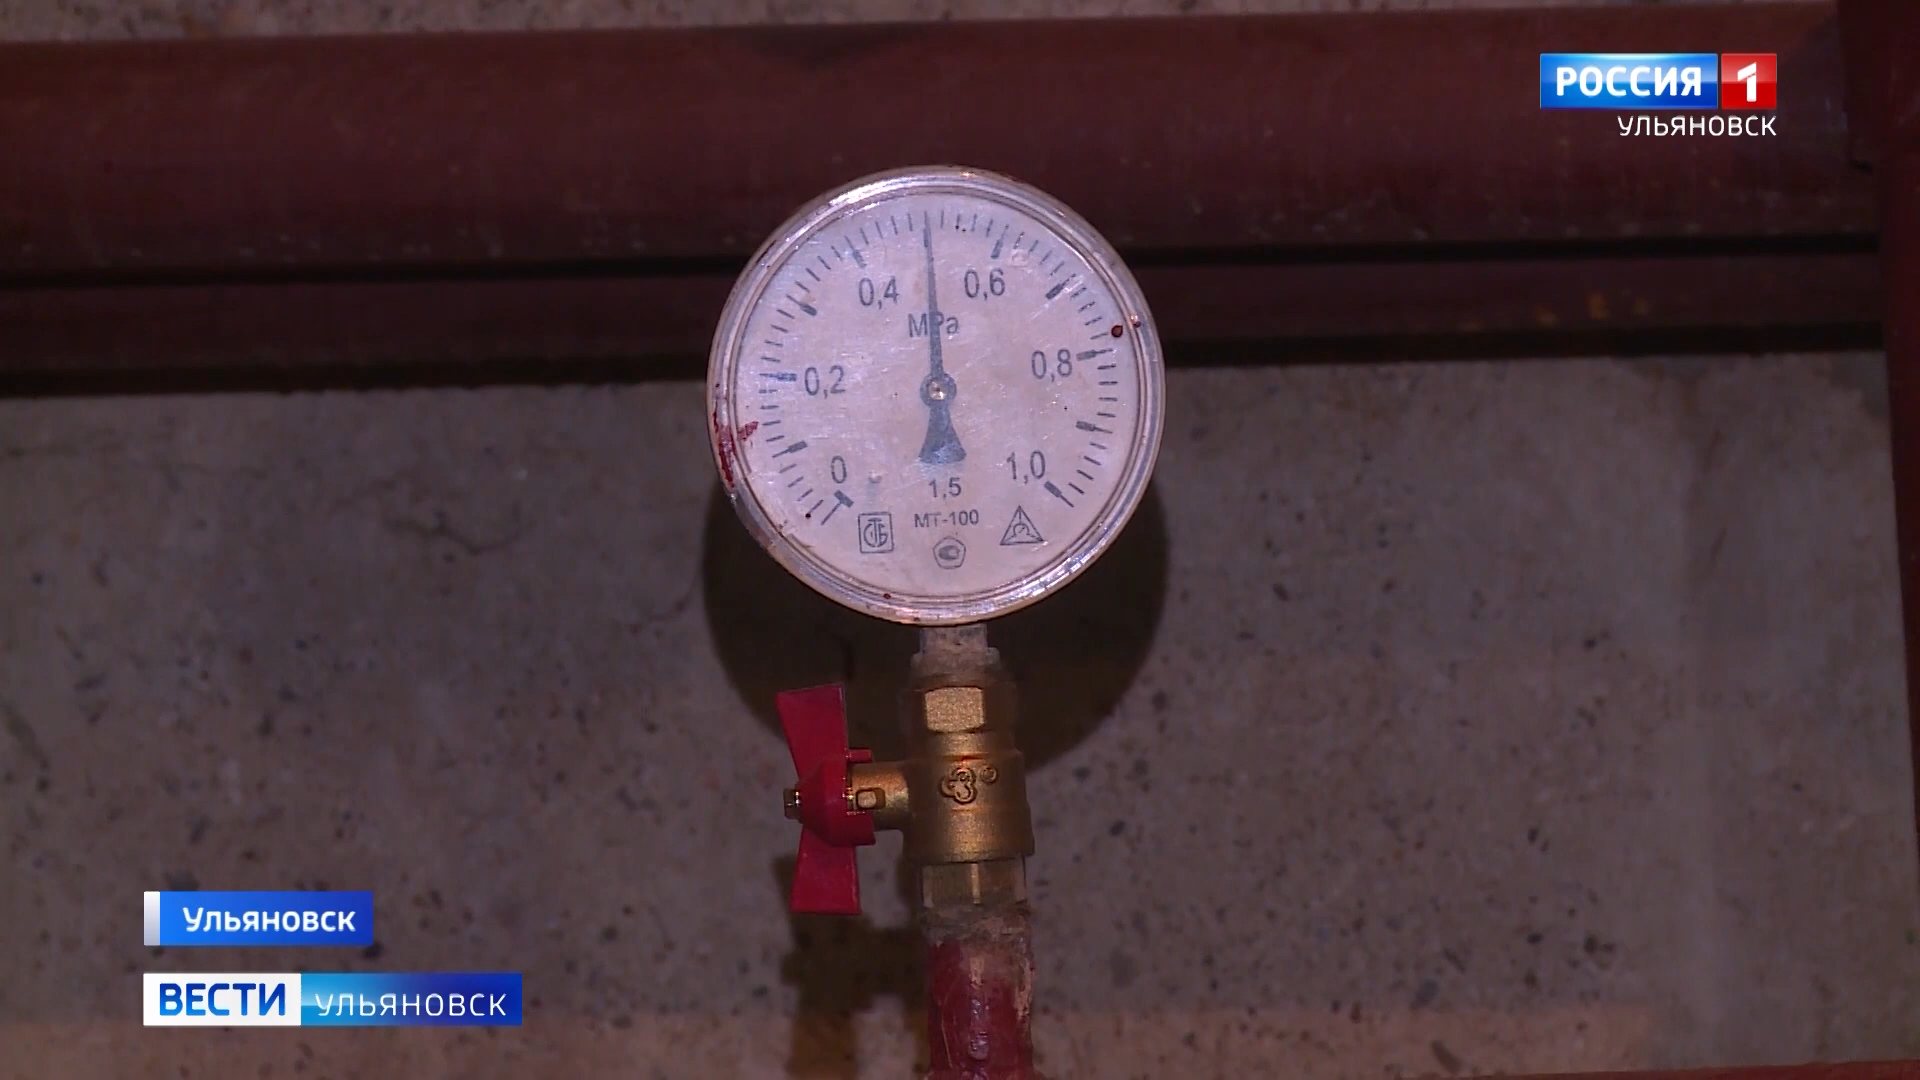 РОССИЯ 1
УЛЬЯНОВСК
0,4 0,6
MPa
0,2 0,8
0 1,0
1,5
МТ-100
Ульяновск
ВЕСТИ УЛЬЯНОВСК